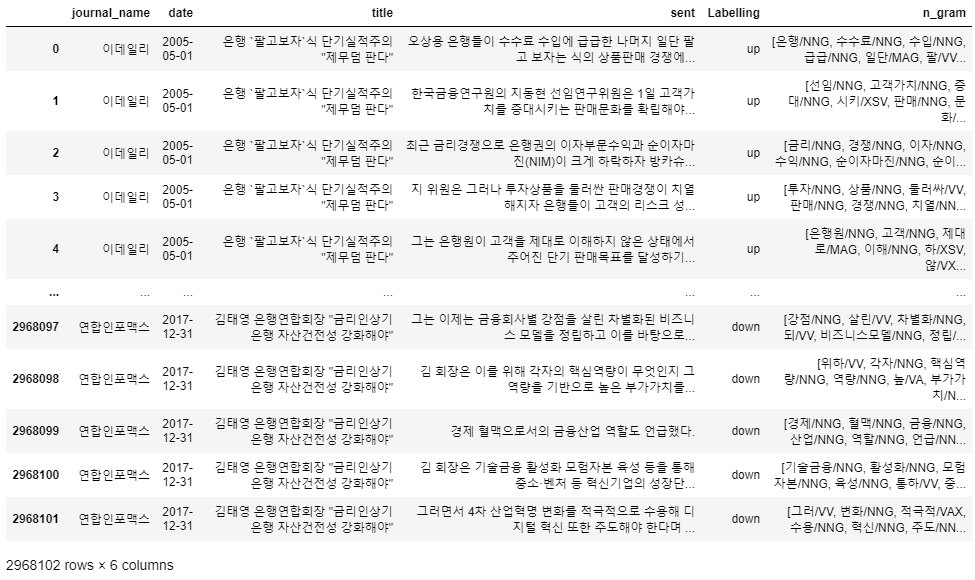 journal_name date title sent Labelling n_gram
0 이데일리 2005-05-01 은행 `팔고보자`식 단기실적주의 "제무덤 판다" 오상용 은행들이 수수료 수입에 급급한 나머지 일단 팔고 보자는 식의 상품판매 경쟁에... up [은행/NNG, 수수료/NNG, 수입/NNG, 급급/NNG, 일단/MAG, 팔/VV...
1 이데일리 2005-05-01 은행 `팔고보자`식 단기실적주의 "제무덤 판다" 한국금융연구원의 지동현 선임연구위원은 1일 고객가치를 증대시키는 판매문화를 확립해야... up [선임/NNG, 고객가치/NNG, 증대/NNG, 시키/XSV, 판매/NNG, 문화/...
2 이데일리 2005-05-01 은행 `팔고보자`식 단기실적주의 "제무덤 판다" 최근 금리경쟁으로 은행권의 이자부문수익과 순이자마진(NIM)이 크게 하락하자 방카슈... up [금리/NNG, 경쟁/NNG, 이자/NNG, 수익/NNG, 순이자마진/NNG, 순이...
3 이데일리 2005-05-01 은행 `팔고보자`식 단기실적주의 "제무덤 판다" 지 위원은 그러나 투자상품을 둘러싼 판매경쟁이 치열해지자 은행들이 고객의 리스크 성... up [투자/NNG, 상품/NNG, 둘러싸/VV, 판매/NNG, 경쟁/NNG, 치열/NN...
4 이데일리 2005-05-01 은행 `팔고보자`식 단기실적주의 "제무덤 판다" 그는 은행원이 고객을 제대로 이해하지 않은 상태에서 주어진 단기 판매목표를 달성하기... up [은행원/NNG, 고객/NNG, 제대로/MAG, 이해/NNG, 하/XSV, 않/VX...
... ... ... ... ... ... ...
2968097 연합인포맥스 2017-12-31 김태영 은행연합회장 "금리인상기 은행 자산건전성 강화해야" 그는 이제는 금융회사별 강점을 살린 차별화된 비즈니스 모델을 정립하고 이를 바탕으로... down [강점/NNG, 살린/VV, 차별화/NNG, 되/VV, 비즈니스모델/NNG, 정립/...
2968098 연합인포맥스 2017-12-31 김태영 은행연합회장 "금리인상기 은행 자산건전성 강화해야" 김 회장은 이를 위해 각자의 핵심역량이 무엇인지 그 역량을 기반으로 높은 부가가치를... down [위하/VV, 각자/NNG, 핵심역량/NNG, 역량/NNG, 높/VA, 부가가치/N...
2968099 연합인포맥스 2017-12-31 김태영 은행연합회장 "금리인상기 은행 자산건전성 강화해야" 경제 혈맥으로서의 금융산업 역할도 언급했다. down [경제/NNG, 혈맥/NNG, 금융/NNG, 산업/NNG, 역할/NNG, 언급/NN...
2968100 연합인포맥스 2017-12-31 김태영 은행연합회장 "금리인상기 은행 자산건전성 강화해야" 김 회장은 기술금융 활성화 모험자본 육성 등을 통해 중소·벤처 등 혁신기업의 성장단... down [기술금융/NNG, 활성화/NNG, 모험자본/NNG, 육성/NNG, 통하/VV, 중...
2968101 연합인포맥스 2017-12-31 김태영 은행연합회장 "금리인상기 은행 자산건전성 강화해야" 그러면서 4차 산업혁명 변화를 적극적으로 수용해 디지털 혁신 또한 주도해야 한다며 ... down [그러/VV, 변화/NNG, 적극적/VAX, 수용/NNG, 혁신/NNG, 주도/NN...
2968102 rows × 6 columns